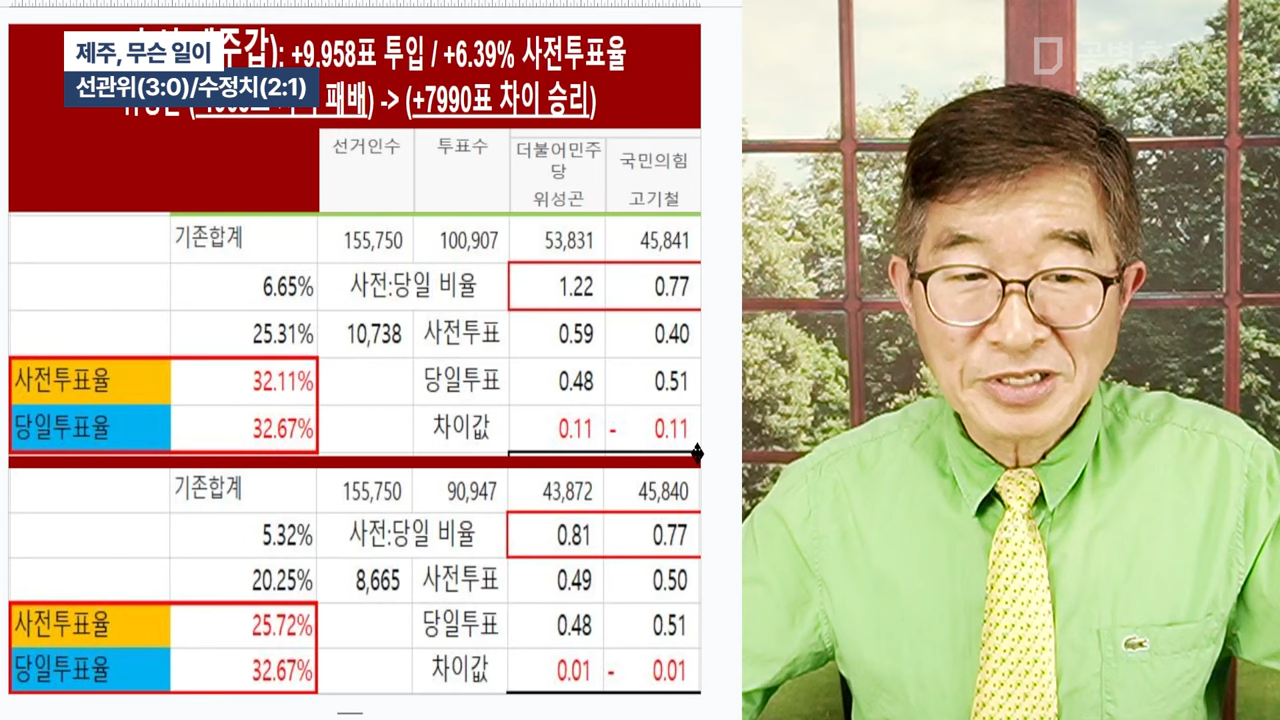 제주, 무슨 일이
선관위(3:0)/수정치(2:1)
주갑): +9,958표 투입 / +6.39% 사전투표율
패배) -> (+7990표 차이 승리)
선거인수 투표수 더불어민주당 국민의힘
위성곤 고기철
기존합계 155,750 100,907 53,831 45,841
6.65% 사전:당일 비율 1.22 0.77
25.31% 10,738 사전투표 0.59 0.40
사전투표율 32.11% 당일투표 0.48 0.51
당일투표율 32.67% 차이값 0.11 - 0.11
기존합계 155,750 90,947 43,872 45,840
5.32% 사전:당일 비율 0.81 0.77
20.25% 8,665 사전투표 0.49 0.50
사전투표율 25.72% 당일투표 0.48 0.51
당일투표율 32.67% 차이값 0.01 - 0.01